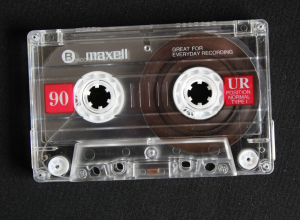 B maxell
GREAT FOR
EVERYDAY RECORDING
90
UR
POSITION
NORMAL
TYPE I